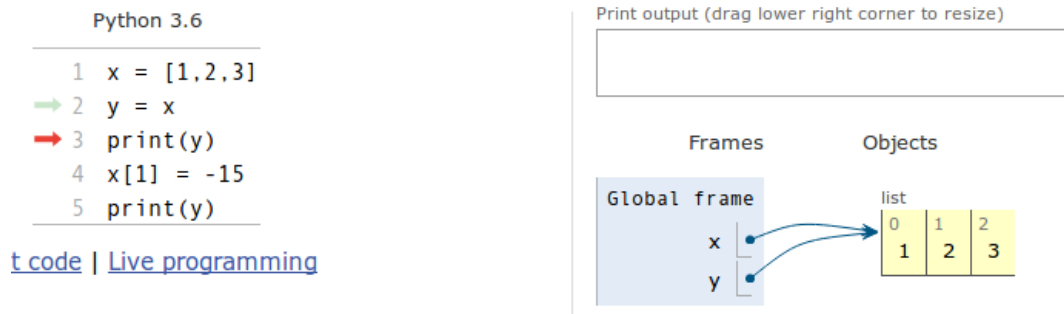 Python 3.6
1 x = [1,2,3]
2 y = x
3 print(y)
4 x[1] = -15
5 print(y)
t code | Live programming
Print output (drag lower right corner to resize)
Frames
Objects
Global frame
x
y
list
0 1 2
1 2 3